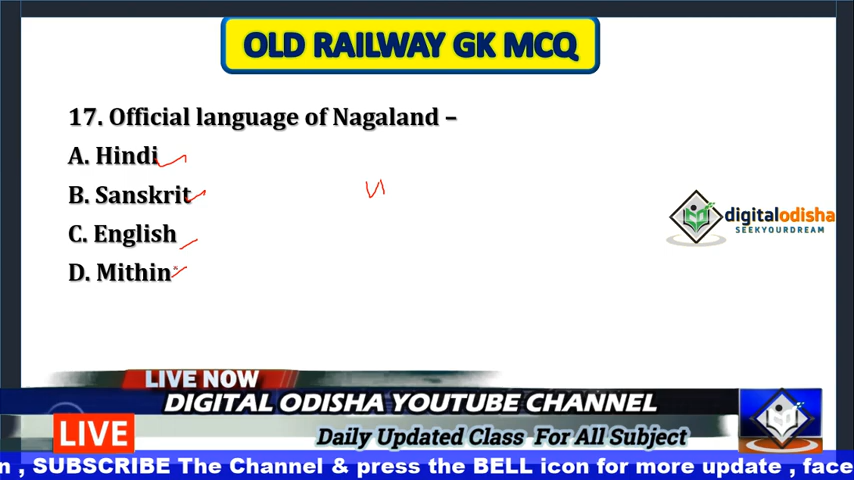 OLD RAILWAY GK MCQ
17. Official language of Nagaland –
A. Hindi
B. Sanskrit
C. English
D. Mithin
digitalodisha
SEEKYOURDREAM
LIVE NOW
DIGITAL ODISHA YOUTUBE CHANNEL
LIVE
Daily Updated Class For All Subject
, SUBSCRIBE The Channel & press the BELL icon for more update , face